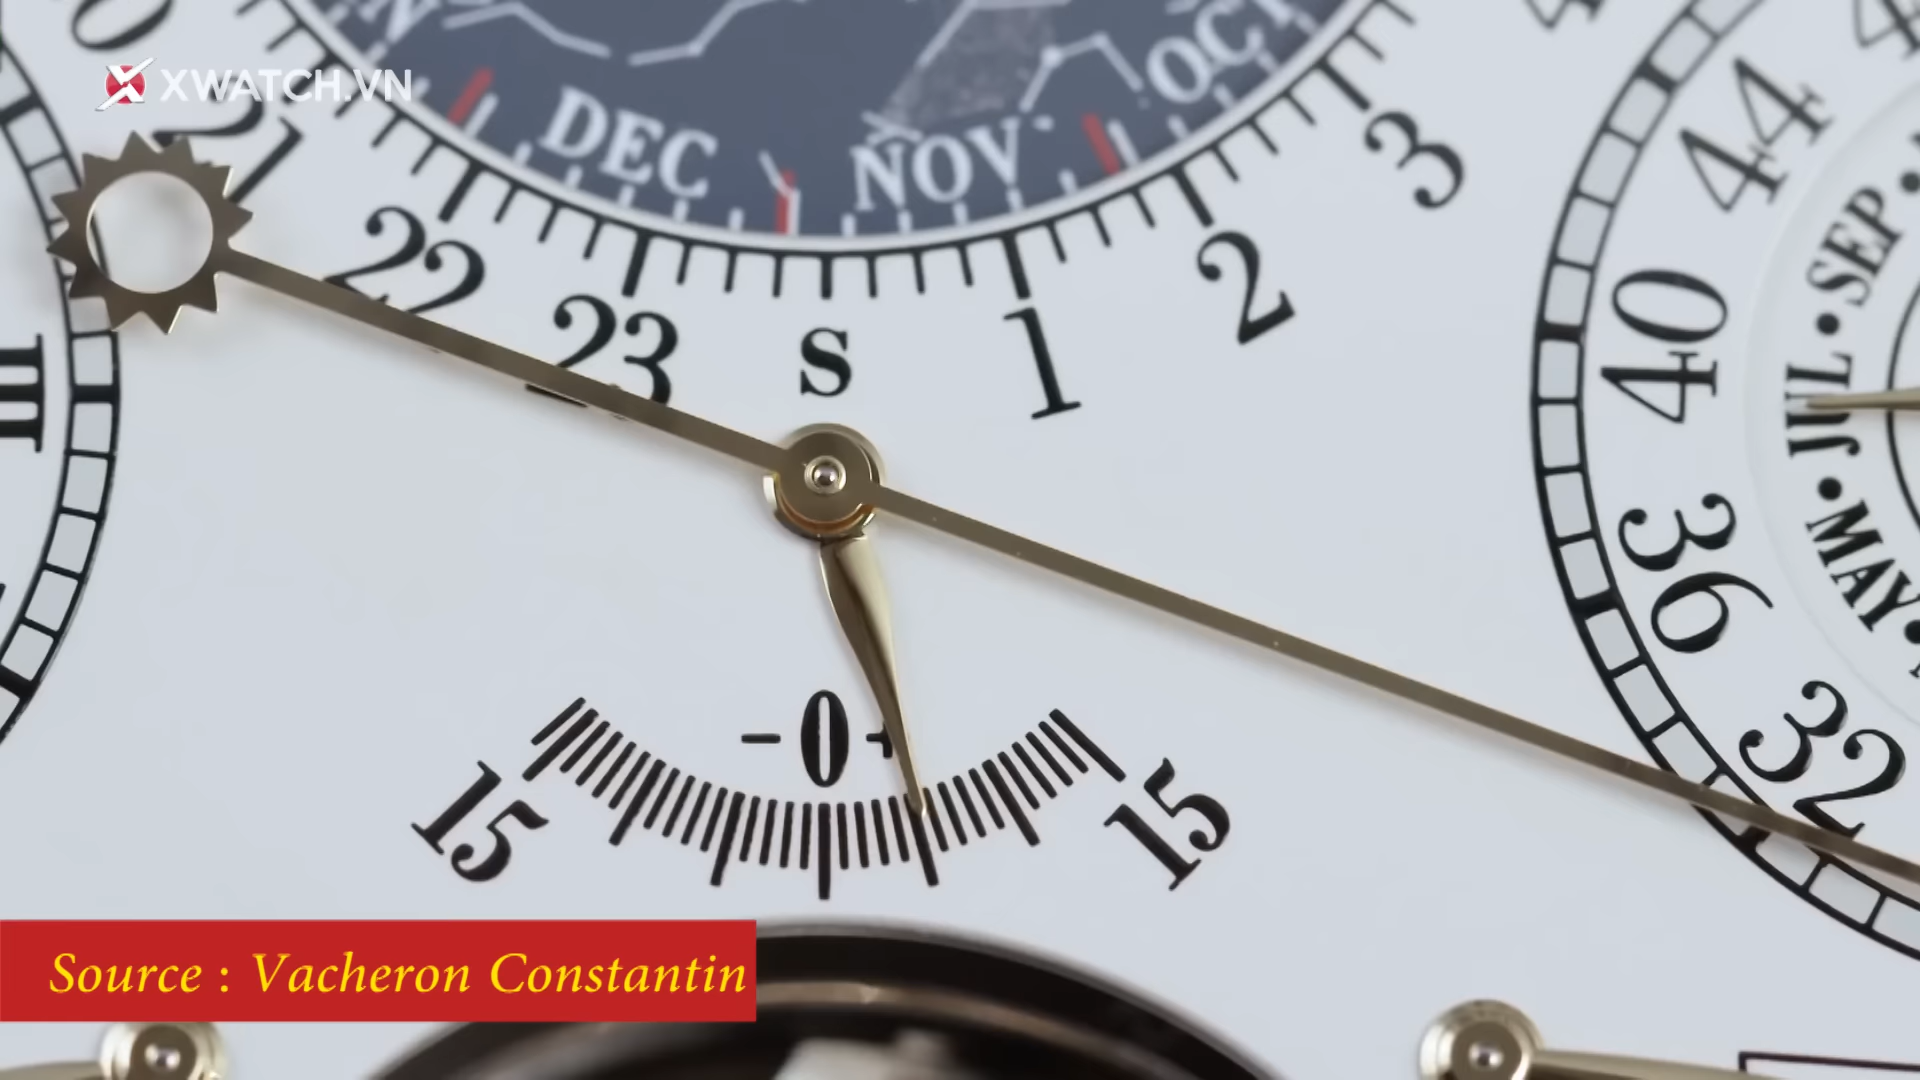 XWATCH.VN
DEC
NOV
OCT
21
22
23
S
1
2
3
44
40
36
32
SEP
JUL
MAY
III
- 0 +
15
15
Source : Vacheron Constantin